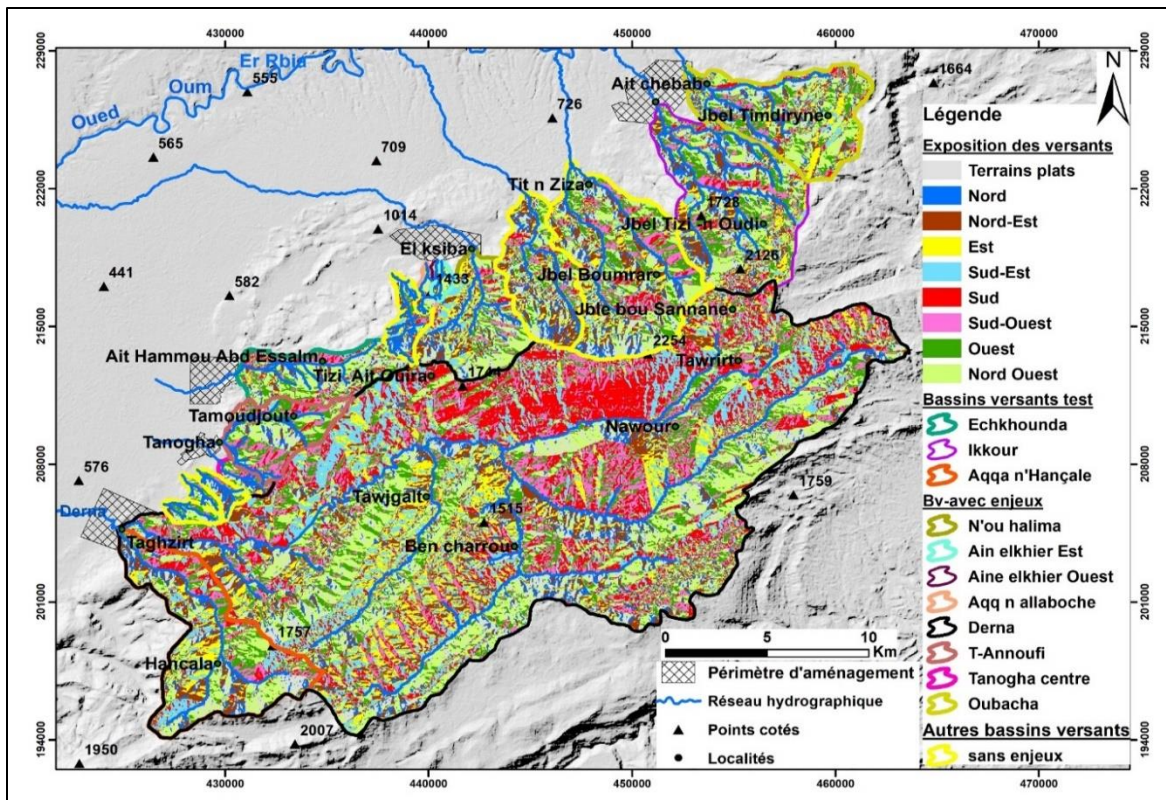 430000 440000 450000 460000 470000
229000 229000
Er Rbia
Oum
Oued
555
1664
N
Ait chebab
726
Jbel Timdiryne
565
709
222000 222000
Tit n Ziza
1728
1014
Jbel Tizi n Oudi
El ksiba
2126
441
582
1433
Jbel Boumrar
Jble bou Sannane
215000 215000
2254
Ait Hammou Abd Essalm
Tawrirt
Tizi Ait Ouira
1744
Tamoudjout
Nawour
Tanogha
208000 208000
576
1759
Tawjgalt
Derna
1515
Taghzirt
Ben charrou
201000 201000
1757
Hancala
2007
1950
194000 194000
430000 440000 450000 460000 470000
Légende
Exposition des versants
Terrains plats
Nord
Nord-Est
Est
Sud-Est
Sud
Sud-Ouest
Ouest
Nord Ouest
Bassins versants test
Echkhounda
Ikkour
Aqqa n'Hançale
Bv-avec enjeux
N'ou halima
Ain elkhier Est
Aine elkhier Ouest
Aqq n allaboche
Derna
T-Annoufi
Tanogha centre
Oubacha
Autres bassins versants
sans enjeux
0 5 10
Km
Périmètre d'aménagement
Réseau hydrographique
Points cotés
Localités